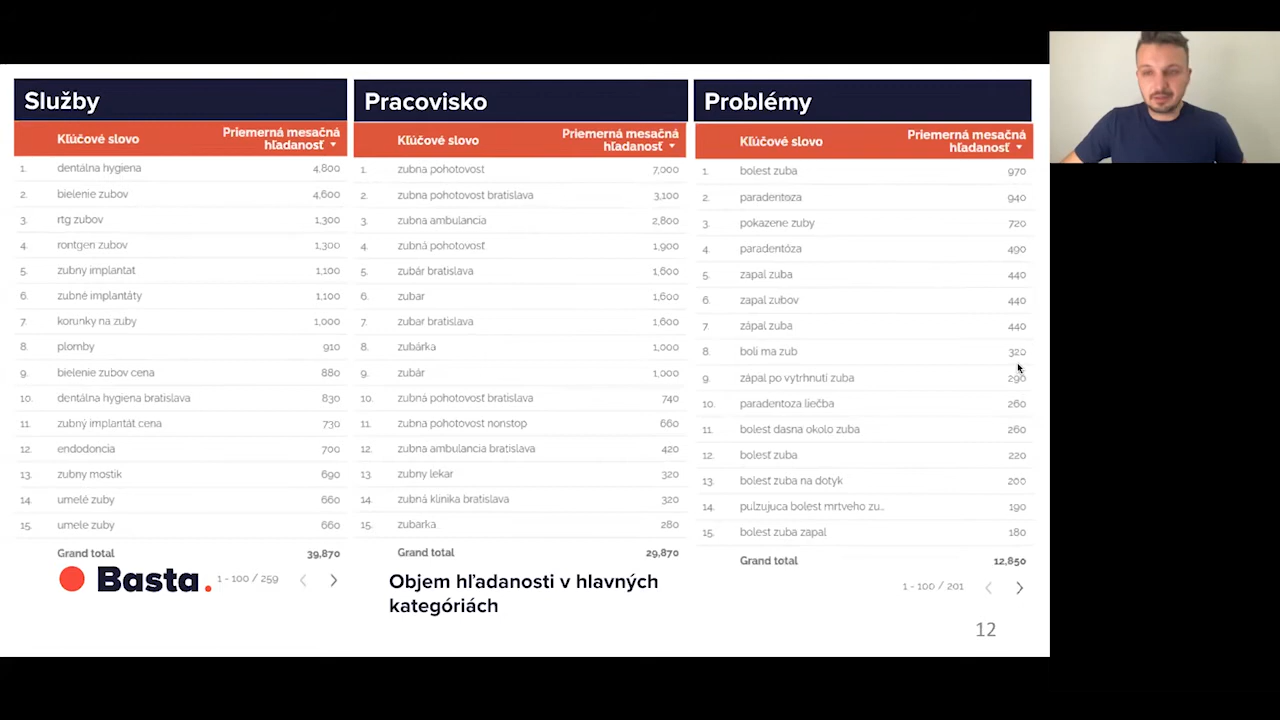 Služby
Kľúčové slovo Priemerná mesačná hľadanosť
1. dentálna hygiena 4,800
2. bielenie zubov 4,600
3. rtg zubov 1,300
4. rontgen zubov 1,300
5. zubny implantat 1,100
6. zubné implantáty 1,100
7. korunky na zuby 1,000
8. plomby 910
9. bielenie zubov cena 880
10. dentálna hygiena bratislava 830
11. zubný implantát cena 730
12. endodoncia 700
13. zubny mostik 690
14. umelé zuby 660
15. umele zuby 660
Grand total 39,870
1 - 100 / 259
Pracovisko
Kľúčové slovo Priemerná mesačná hľadanosť
1. zubna pohotovost 7,000
2. zubna pohotovost bratislava 3,100
3. zubna ambulancia 2,800
4. zubná pohotovosť 1,900
5. zubár bratislava 1,600
6. zubar 1,600
7. zubar bratislava 1,600
8. zubárka 1,000
9. zubár 1,000
10. zubná pohotovosť bratislava 740
11. zubna pohotovost nonstop 660
12. zubna ambulancia bratislava 420
13. zubny lekar 320
14. zubná klinika bratislava 320
15. zubarka 280
Grand total 29,870
Problémy
Kľúčové slovo Priemerná mesačná hľadanosť
1. bolest zuba 970
2. paradentoza 940
3. pokazene zuby 720
4. paradentóza 490
5. zapal zuba 440
6. zapal zubov 440
7. zápal zuba 440
8. boli ma zub 320
9. zápal po vytrhnutí zuba 290
10. paradentoza liečba 260
11. bolest dasna okolo zuba 260
12. bolesť zuba 220
13. bolest zuba na dotyk 200
14. pulzujuca bolest mrtveho zu... 190
15. bolest zuba zapal 180
Grand total 12,850
1 - 100 / 201
Basta.
Objem hľadanosti v hlavných
kategóriách
12